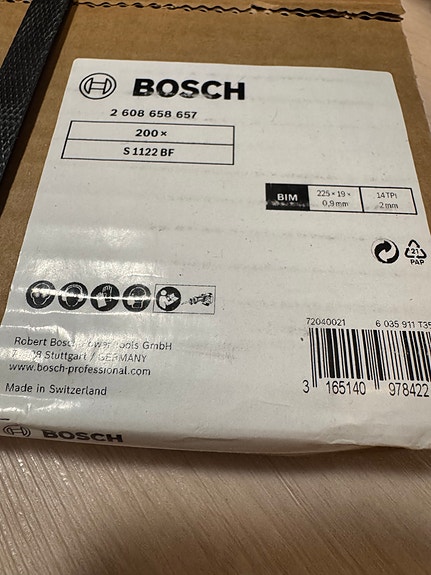 BOSCH
2 608 658 657
200×
S 1122 BF
BIM
225 × 19 ×
0,9 mm
14 TPI
2 mm
21
PAP
72040021 6 035 911 T35
Robert Bosch Power Tools GmbH
Stuttgart / GERMANY
www.bosch-professional.com
Made in Switzerland
3 165140 978422
BOSCH